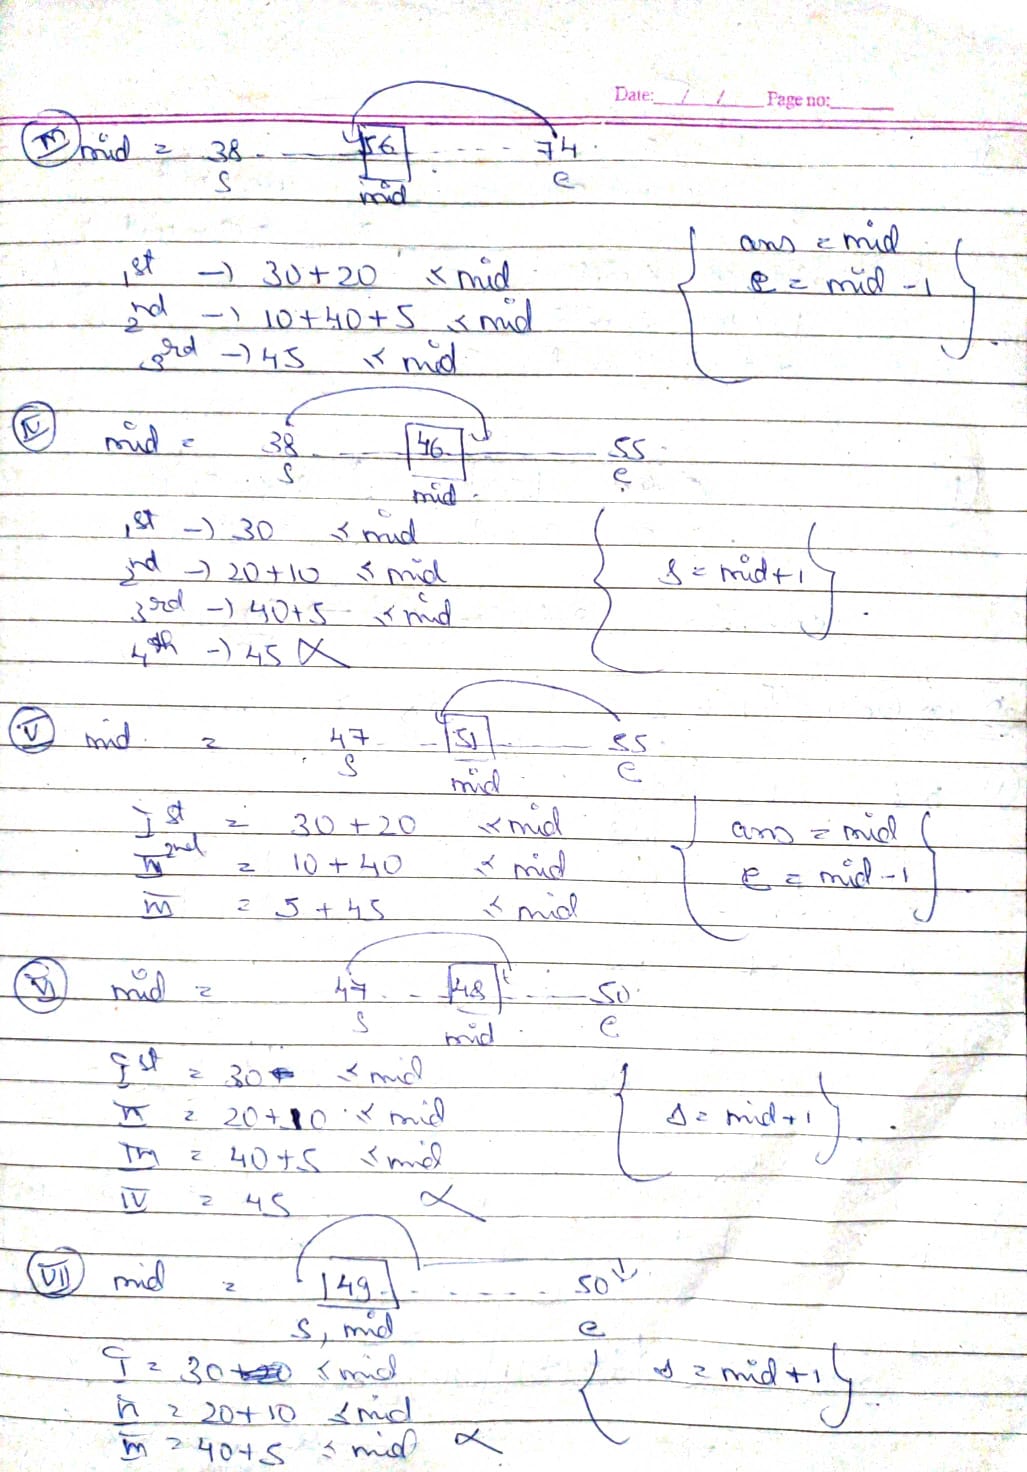 Date: / / Page no:
III mid = 38 - - 56 - - - - 74
S mid e
1st → 30+20 ≤ mid
2nd → 10+40+5 ≤ mid
3rd → 45 ≤ mid
{ ans = mid
e = mid -1 }
IV mid = 38 - - 46 - - 55
S mid e
1st → 30 ≤ mid
2nd → 20+10 ≤ mid
3rd → 40+5 ≤ mid
4th → 45 X
{ s = mid+1 }
V mid = 47 - - 51 - - 55
S mid e
Ist = 30+20 ≤ mid
II 2nd = 10+40 ≤ mid
III = 5+45 ≤ mid
{ ans = mid
e = mid -1 }
VI mid = 47 - - 48 - - 50
S mid e
Ist = 30 ≤ mid
II = 20+10 ≤ mid
III = 40+5 ≤ mid
IV = 45 X
{ s = mid+1 }
VII mid = 49 - - - - 50
S, mid e
I = 30 ≤ mid
II = 20+10 ≤ mid
III = 40+5 ≤ mid X
{ s = mid+1 }